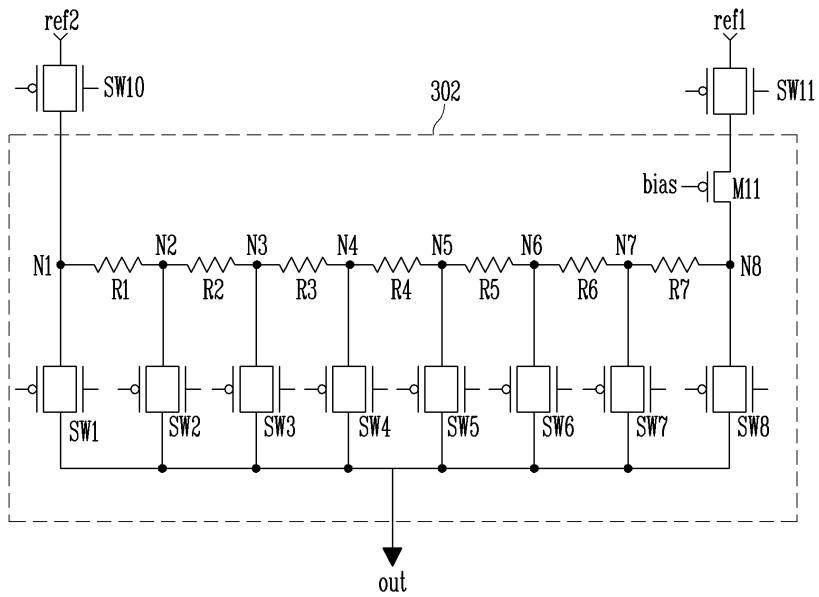 ref2 ref1
SW10 302 SW11
bias M11
N1 N2 N3 N4 N5 N6 N7 N8
R1 R2 R3 R4 R5 R6 R7
SW1 SW2 SW3 SW4 SW5 SW6 SW7 SW8
out